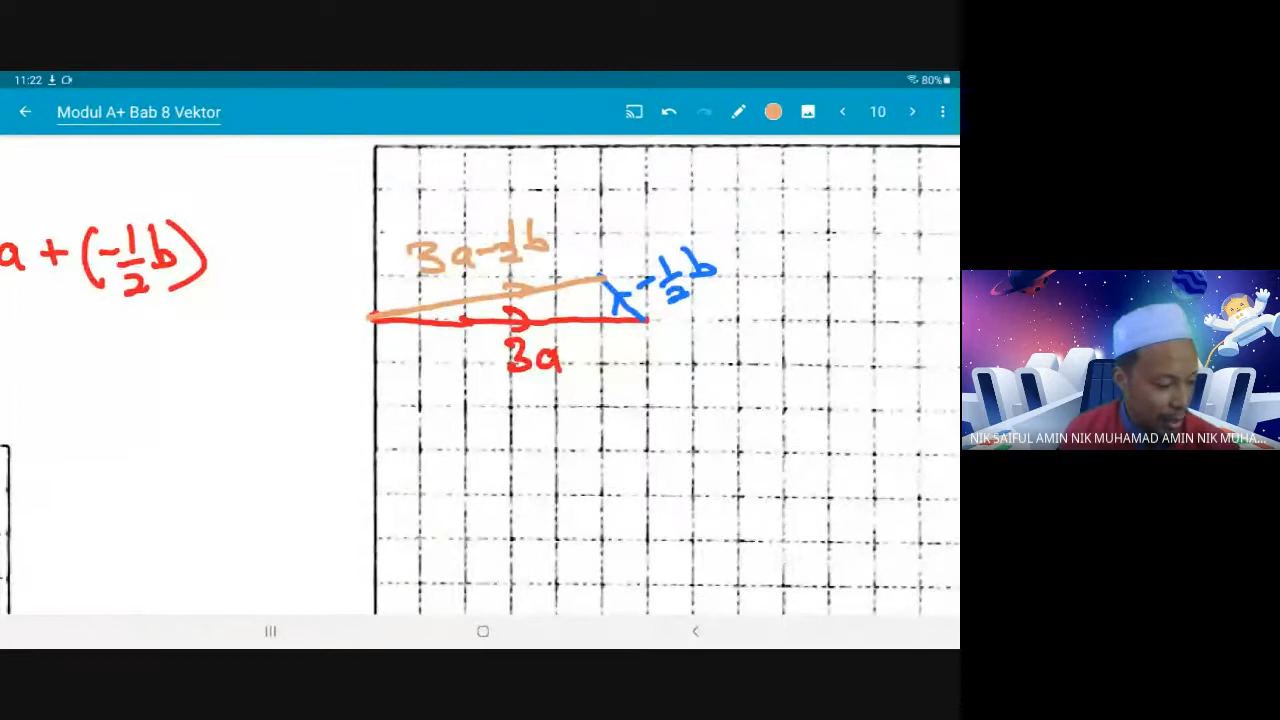 11:22
80%
Modul A+ Bab 8 Vektor
10
a + (-1/2 b)
3a-1/2b
-1/2b
3a
NIK SAIFUL AMIN NIK MUHAMAD AMIN NIK MUHA...